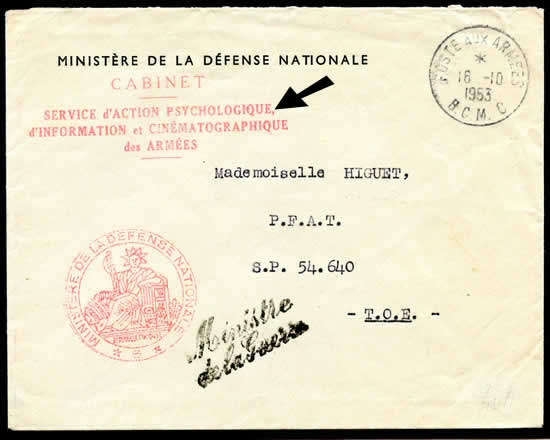 MINISTÈRE DE LA DÉFENSE NATIONALE
CABINET
SERVICE d'ACTION PSYCHOLOGIQUE,
d'INFORMATION et CINÉMATOGRAPHIQUE
des ARMÉES
POSTE AUX ARMÉES
*
16 -10
1953
B.C.M. C
Mademoiselle HIGUET,
P.F.A.T.
S.P. 54.640
- T.O.E. -
MINISTÈRE DE LA DÉFENSE NATIONALE
Ministre
de la Guerre